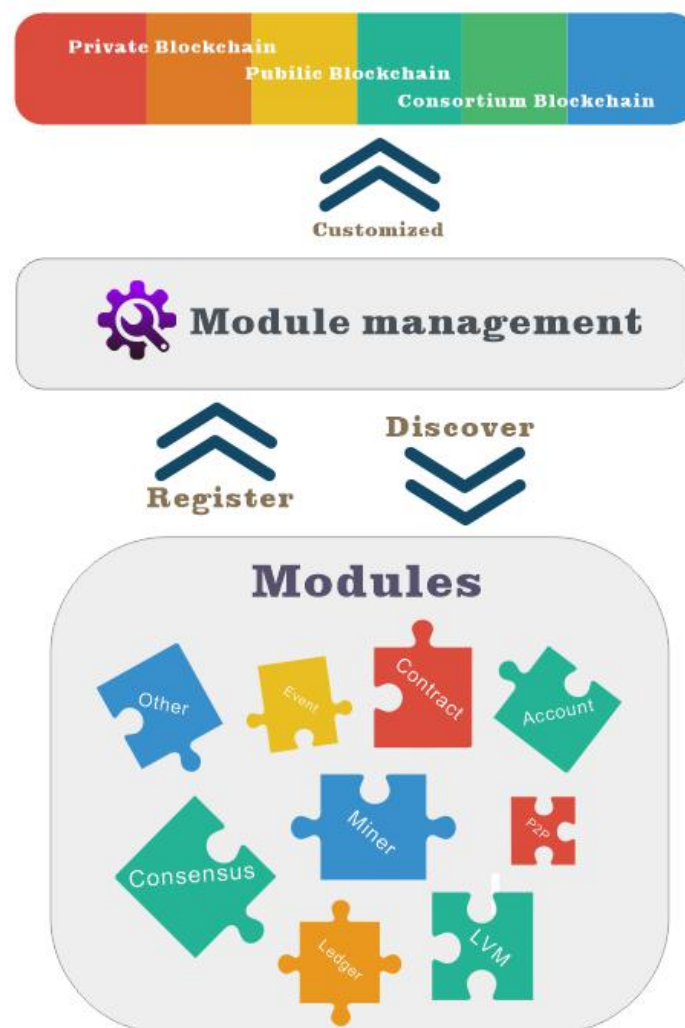 Private Blockchain
Pubilic Blockchain
Consortium Blockchain
Customized
Module management
Discover
Register
Modules
Other
Event
Contract
Account
Miner
P2P
Consensus
Ledger
LVM